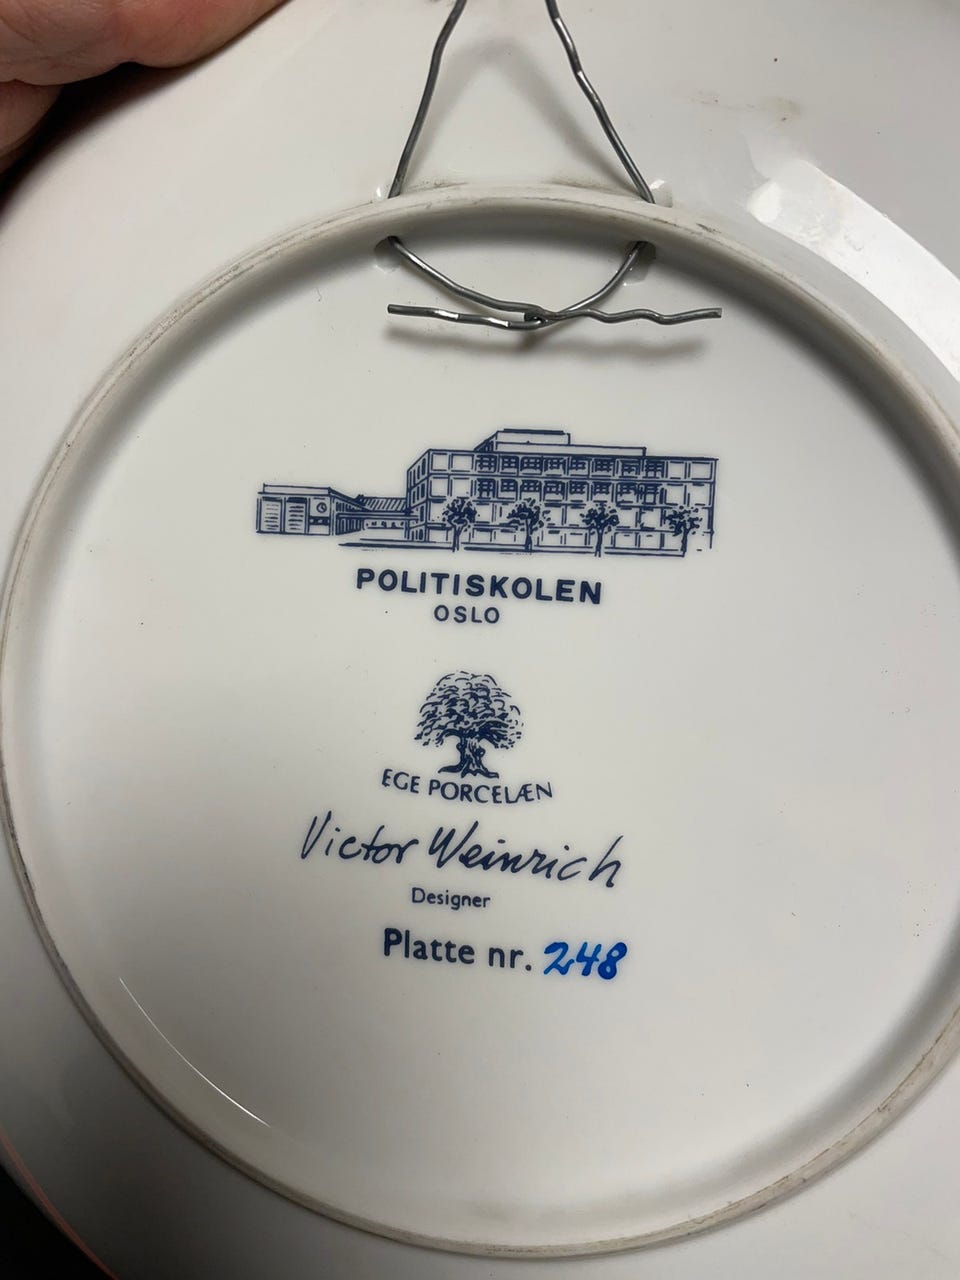 POLITISKOLEN
OSLO
EGE PORCELÆN
Victor Weinrich
Designer
Platte nr. 248